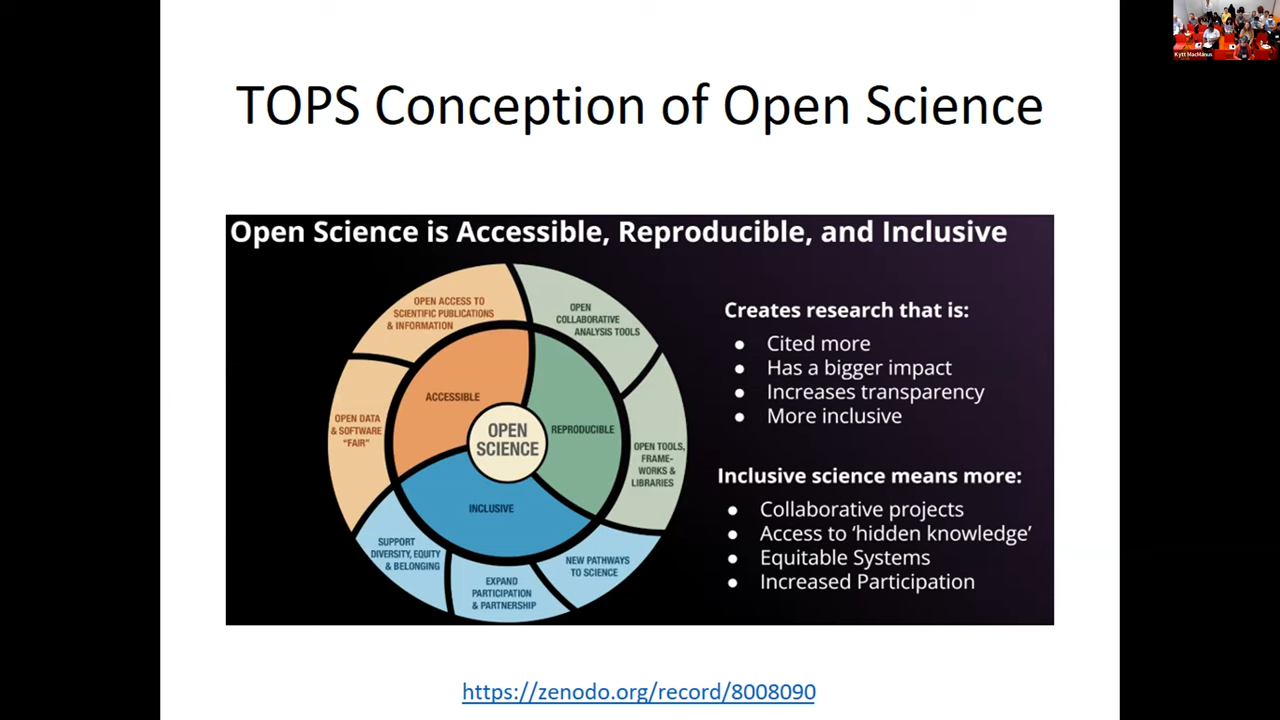 Kytt MacManus
TOPS Conception of Open Science
Open Science is Accessible, Reproducible, and Inclusive
OPEN ACCESS TO
SCIENTIFIC PUBLICATIONS
& INFORMATION
OPEN
COLLABORATIVE
ANALYSIS TOOLS
ACCESSIBLE
OPEN DATA
& SOFTWARE
"FAIR"
OPEN
SCIENCE
REPRODUCIBLE
OPEN TOOLS,
FRAME-
WORKS &
LIBRARIES
INCLUSIVE
SUPPORT
DIVERSITY, EQUITY
& BELONGING
EXPAND
PARTICIPATION
& PARTNERSHIP
NEW PATHWAYS
TO SCIENCE
Creates research that is:
● Cited more
● Has a bigger impact
● Increases transparency
● More inclusive
Inclusive science means more:
● Collaborative projects
● Access to ‘hidden knowledge’
● Equitable Systems
● Increased Participation
https://zenodo.org/record/8008090